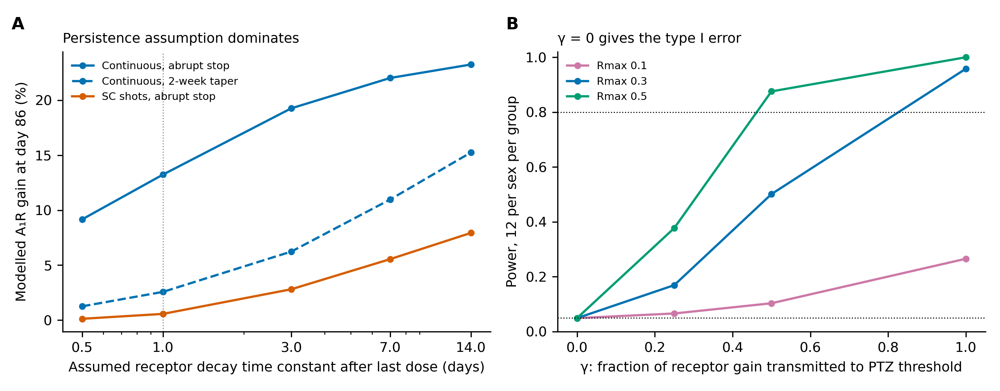 A
Persistence assumption dominates
Continuous, abrupt stop
Continuous, 2-week taper
SC shots, abrupt stop
Modelled A₁R gain at day 86 (%)
20
15
10
5
0
0.5 1.0 3.0 7.0 14.0
Assumed receptor decay time constant after last dose (days)
B
γ = 0 gives the type I error
Rmax 0.1
Rmax 0.3
Rmax 0.5
Power, 12 per sex per group
1.0
0.8
0.6
0.4
0.2
0.0
0.0 0.2 0.4 0.6 0.8 1.0
γ: fraction of receptor gain transmitted to PTZ threshold